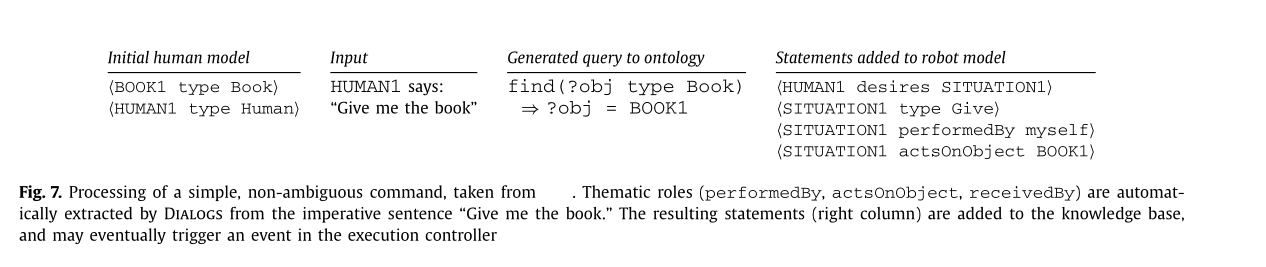 Initial human model Input Generated query to ontology Statements added to robot model
⟨BOOK1 type Book⟩ HUMAN1 says: find(?obj type Book) ⟨HUMAN1 desires SITUATION1⟩
⟨HUMAN1 type Human⟩ “Give me the book” ⇒ ?obj = BOOK1 ⟨SITUATION1 type Give⟩
⟨SITUATION1 performedBy myself⟩
⟨SITUATION1 actsOnObject BOOK1⟩
Fig. 7. Processing of a simple, non-ambiguous command, taken from . Thematic roles (performedBy, actsOnObject, receivedBy) are automat-
ically extracted by Dialogs from the imperative sentence “Give me the book.” The resulting statements (right column) are added to the knowledge base,
and may eventually trigger an event in the execution controller